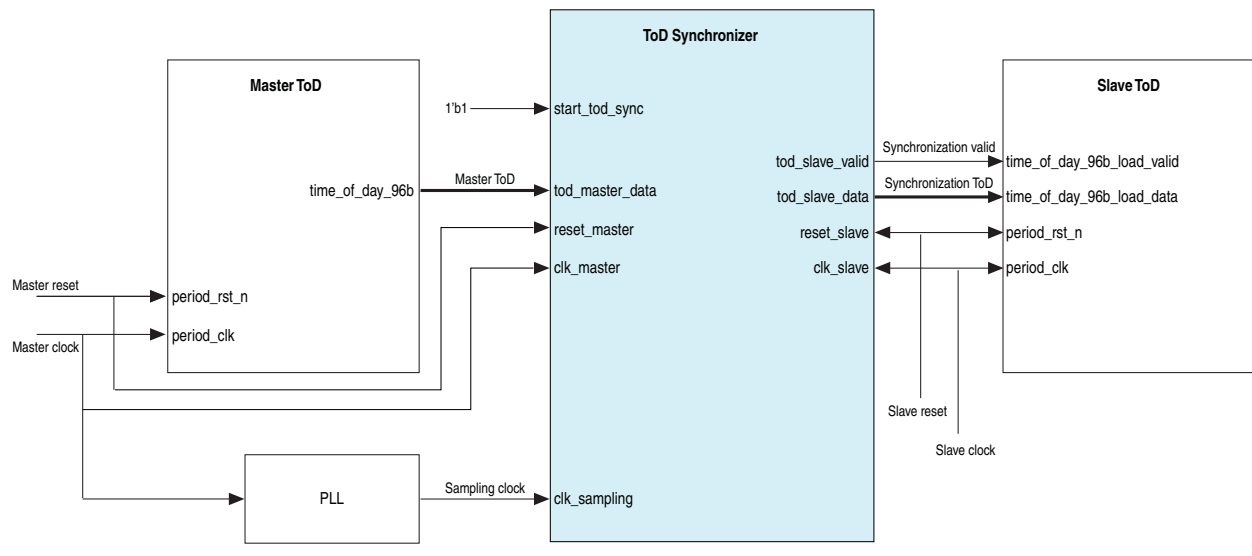 ToD Synchronizer
Master ToD
Slave ToD
1'b1
start_tod_sync
tod_slave_valid
Synchronization valid
time_of_day_96b_load_valid
time_of_day_96b
Master ToD
tod_master_data
tod_slave_data
Synchronization ToD
time_of_day_96b_load_data
reset_master
reset_slave
period_rst_n
clk_master
clk_slave
period_clk
Master reset
period_rst_n
Master clock
period_clk
Slave reset
Slave clock
PLL
Sampling clock
clk_sampling